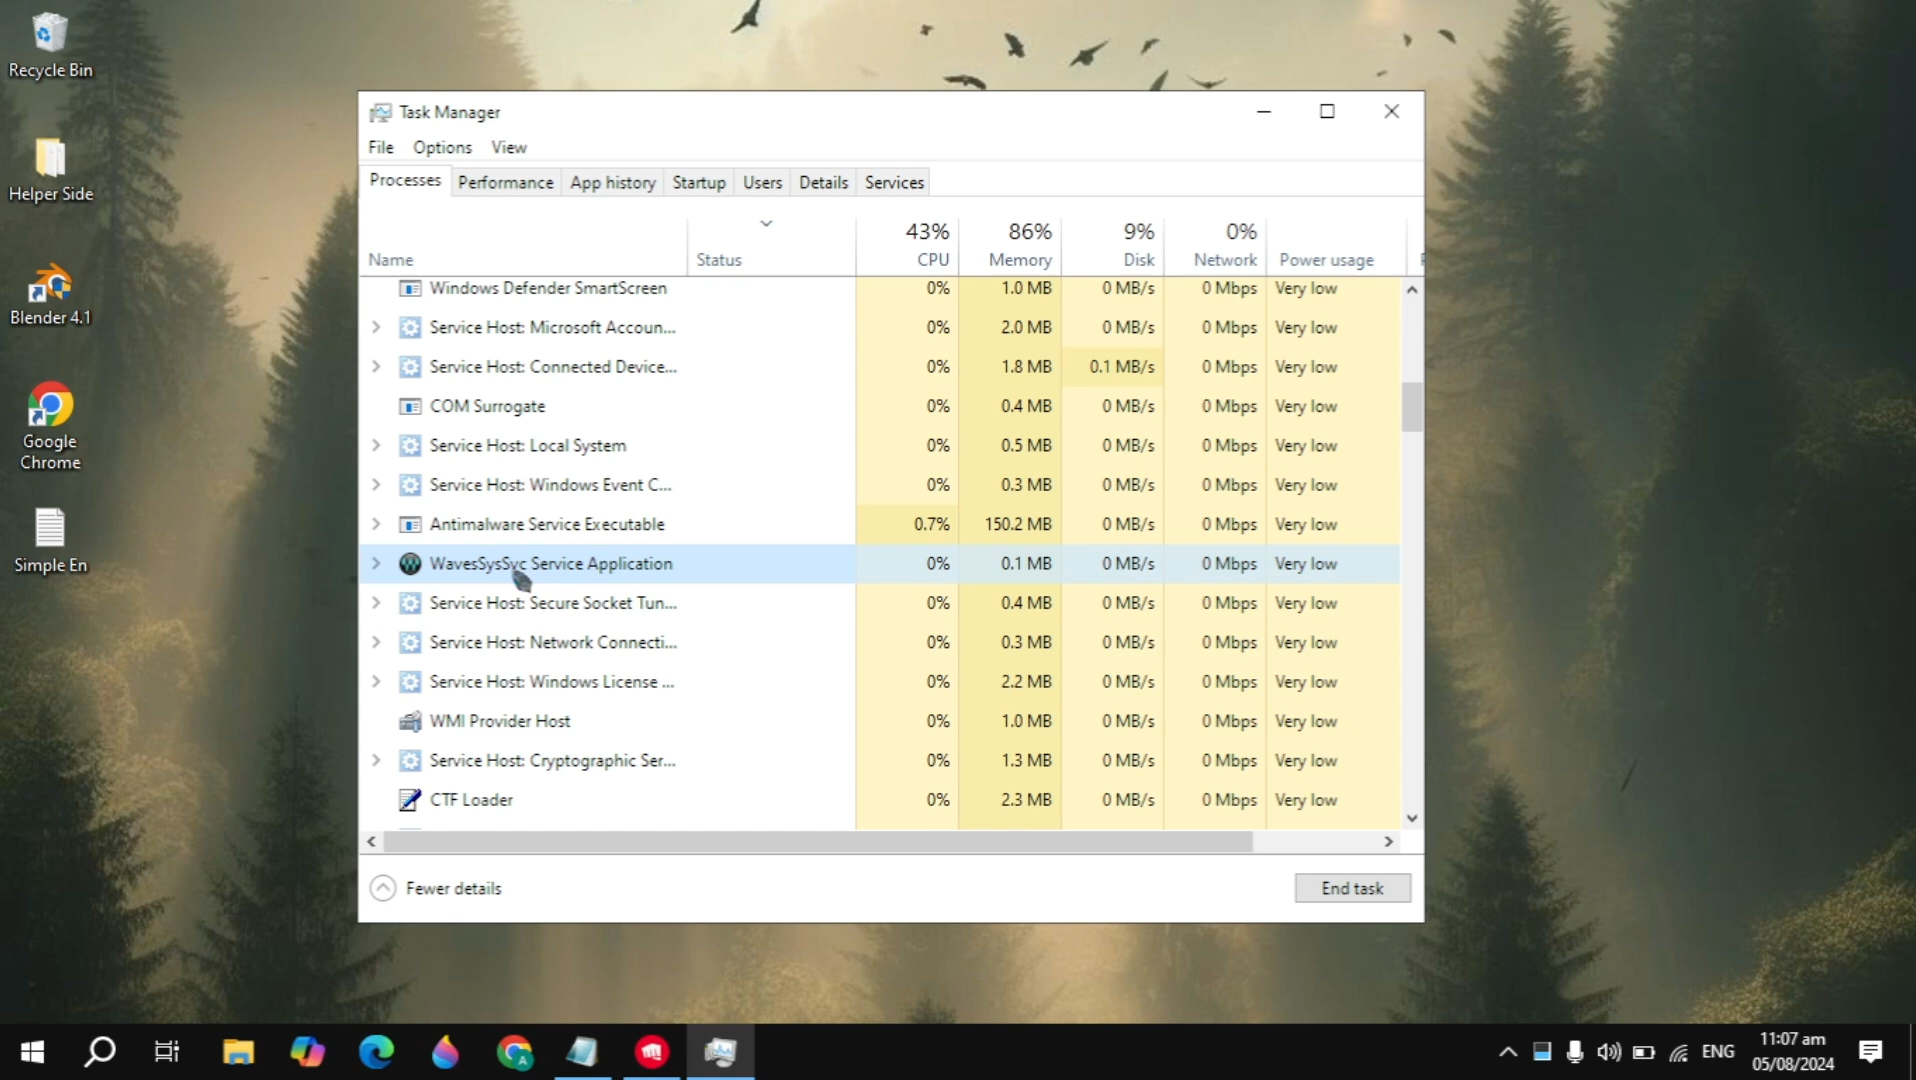 Recycle Bin
Helper Side
Blender 4.1
Google
Chrome
Simple En
Task Manager
File Options View
Processes Performance App history Startup Users Details Services
43% 86% 9% 0%
Name Status CPU Memory Disk Network Power usage
Windows Defender SmartScreen 0% 1.0 MB 0 MB/s 0 Mbps Very low
Service Host: Microsoft Accoun... 0% 2.0 MB 0 MB/s 0 Mbps Very low
Service Host: Connected Device... 0% 1.8 MB 0.1 MB/s 0 Mbps Very low
COM Surrogate 0% 0.4 MB 0 MB/s 0 Mbps Very low
Service Host: Local System 0% 0.5 MB 0 MB/s 0 Mbps Very low
Service Host: Windows Event C... 0% 0.3 MB 0 MB/s 0 Mbps Very low
Antimalware Service Executable 0.7% 150.2 MB 0 MB/s 0 Mbps Very low
WavesSysSvc Service Application 0% 0.1 MB 0 MB/s 0 Mbps Very low
Service Host: Secure Socket Tun... 0% 0.4 MB 0 MB/s 0 Mbps Very low
Service Host: Network Connecti... 0% 0.3 MB 0 MB/s 0 Mbps Very low
Service Host: Windows License ... 0% 2.2 MB 0 MB/s 0 Mbps Very low
WMI Provider Host 0% 1.0 MB 0 MB/s 0 Mbps Very low
Service Host: Cryptographic Ser... 0% 1.3 MB 0 MB/s 0 Mbps Very low
CTF Loader 0% 2.3 MB 0 MB/s 0 Mbps Very low
Fewer details End task
ENG
11:07 am
05/08/2024